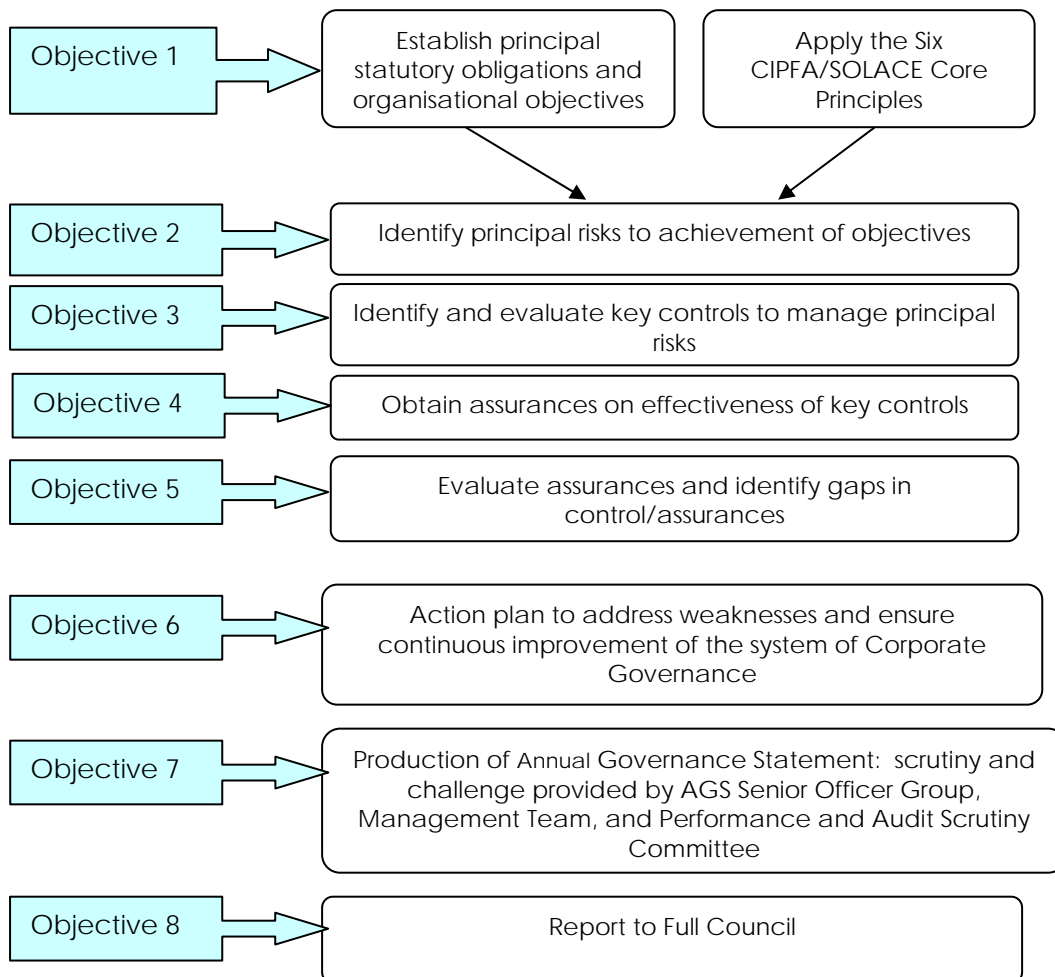 Objective 1
Establish principal
statutory obligations and
organisational objectives
Apply the Six
CIPFA/SOLACE Core
Principles
Objective 2
Identify principal risks to achievement of objectives
Objective 3
Identify and evaluate key controls to manage principal
risks
Objective 4
Obtain assurances on effectiveness of key controls
Objective 5
Evaluate assurances and identify gaps in
control/assurances
Objective 6
Action plan to address weaknesses and ensure
continuous improvement of the system of Corporate
Governance
Objective 7
Production of Annual Governance Statement: scrutiny and
challenge provided by AGS Senior Officer Group,
Management Team, and Performance and Audit Scrutiny
Committee
Objective 8
Report to Full Council